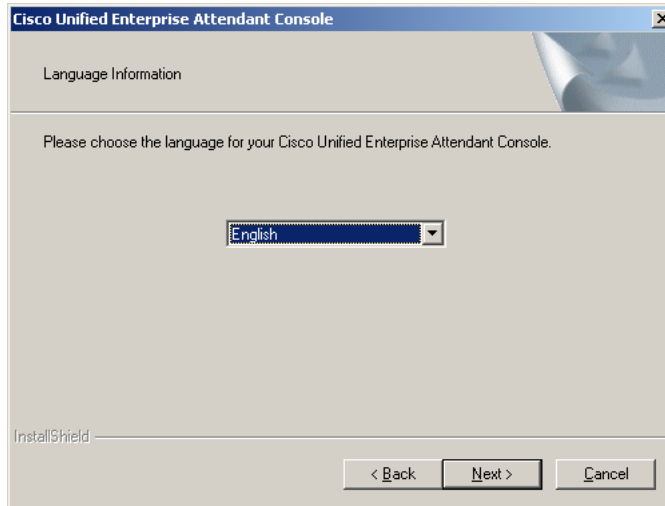 Cisco Unified Enterprise Attendant Console
Language Information
Please choose the language for your Cisco Unified Enterprise Attendant Console.
English
InstallShield
< Back
Next >
Cancel